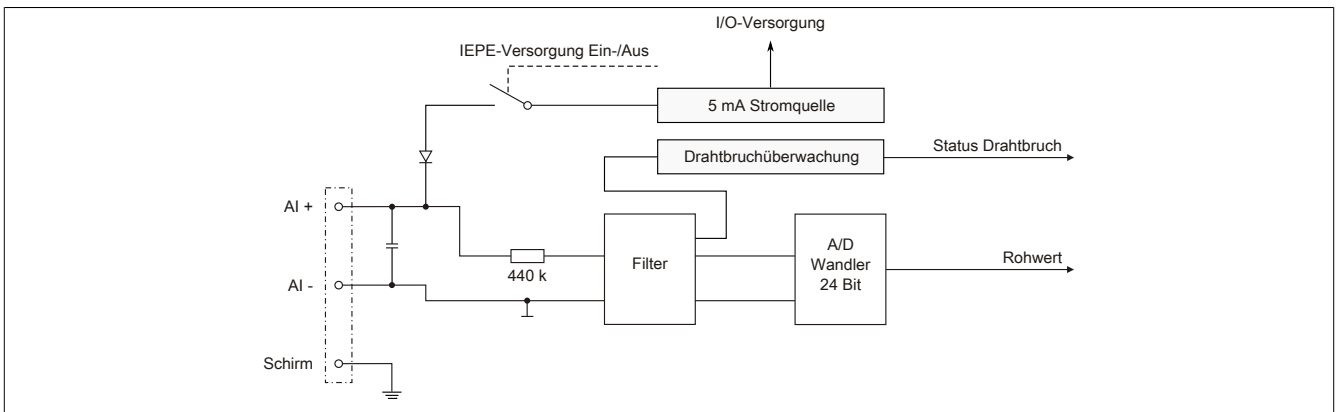 I/O-Versorgung
IEPE-Versorgung Ein-/Aus
5 mA Stromquelle
Drahtbruchüberwachung
Status Drahtbruch
AI +
440 k
Filter
A/D
Wandler
24 Bit
Rohwert
AI -
Schirm